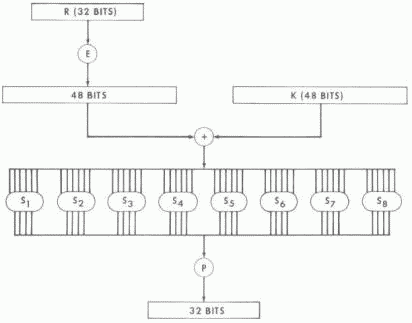 R (32 BITS)
E
48 BITS
K (48 BITS)
+
S1 S2 S3 S4 S5 S6 S7 S8
P
32 BITS